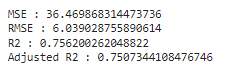 MSE : 36.469868314473736
RMSE : 6.039028755890614
R2 : 0.756200262048822
Adjusted R2 : 0.7507344108476746